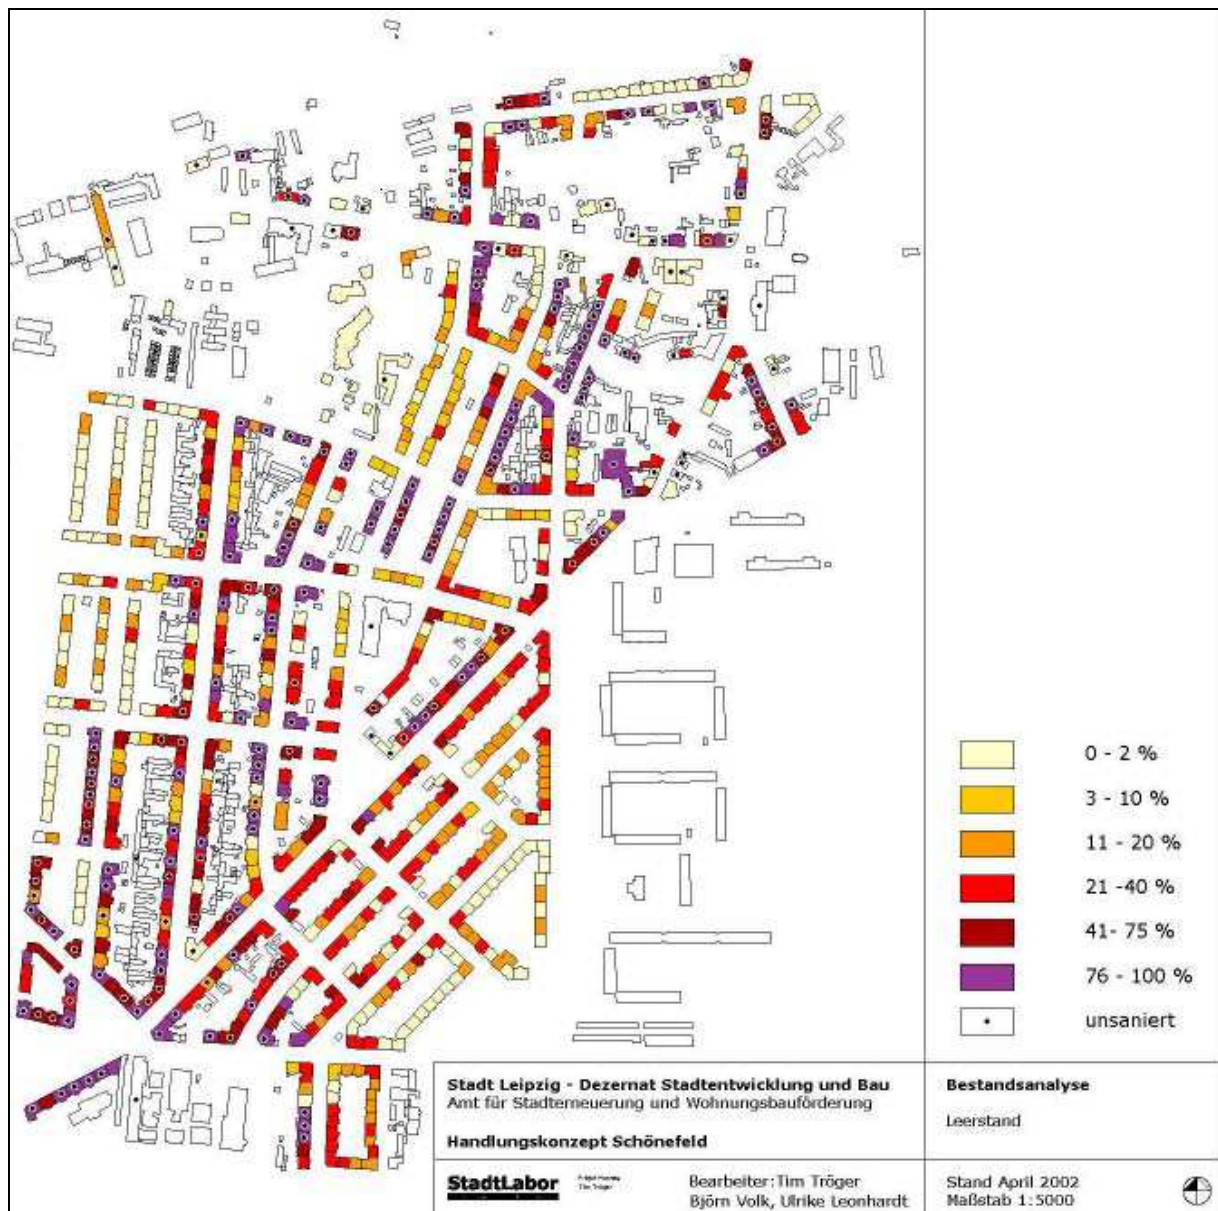 0 - 2 %
3 - 10 %
11 - 20 %
21 -40 %
41- 75 %
76 - 100 %
unsaniert
Stadt Leipzig - Dezernat Stadtentwicklung und Bau
Amt für Stadterneuerung und Wohnungsbauförderung
Handlungskonzept Schönefeld
Bestandsanalyse
Leerstand
StadtLabor
Tim Tröger
Bearbeiter:Tim Tröger
Björn Volk, Ulrike Leonhardt
Stand April 2002
Maßstab 1:5000